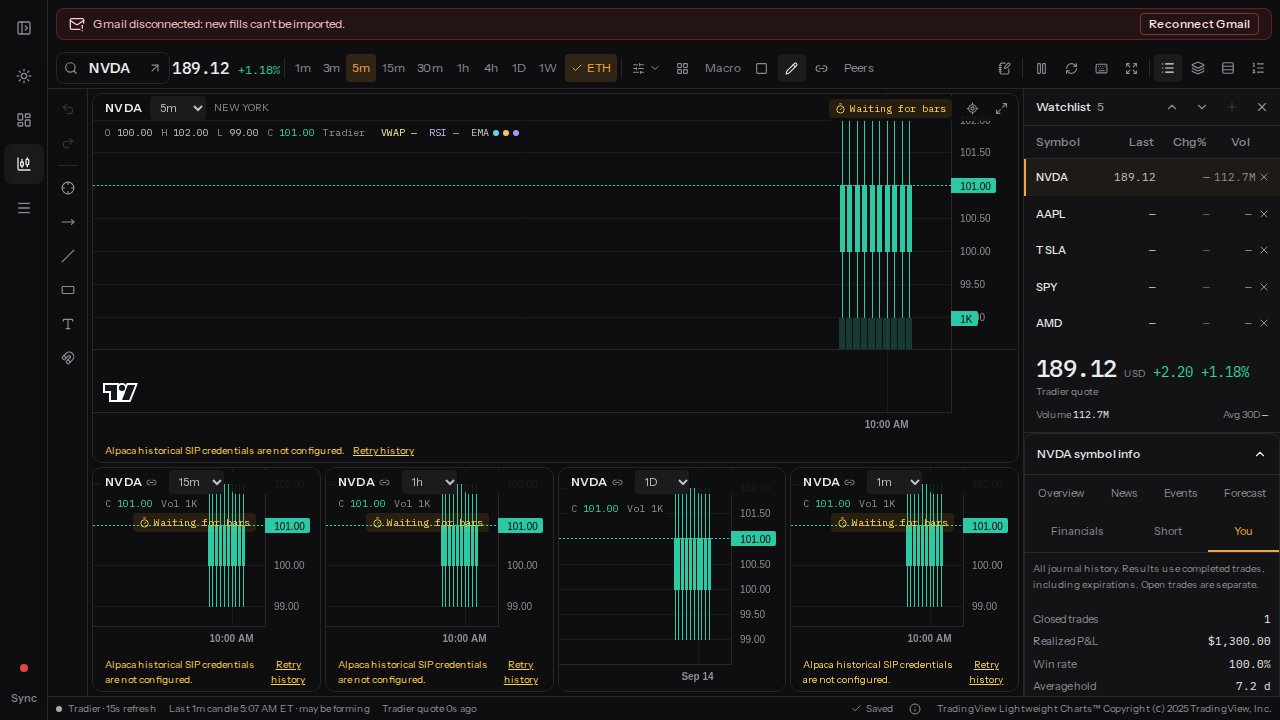 Gmail disconnected: new fills can't be imported. Reconnect Gmail
NVDA 189.12 +1.18% 1m 3m 5m 15m 30m 1h 4h 1D 1W ETH Macro Peers
NVDA 5m NEW YORK Waiting for bars
O 100.00 H 102.00 L 99.00 C 101.00 Tradier VWAP — RSI — EMA
102.00
101.50
101.00
100.50
100.00
99.50
1K
10:00 AM
Alpaca historical SIP credentials are not configured. Retry history
NVDA 15m
102.00
C 101.00 Vol 1K
Waiting for bars
101.00
100.00
99.00
10:00 AM
Alpaca historical SIP credentials are not configured. Retry history
NVDA 1h
102.00
C 101.00 Vol 1K
Waiting for bars
101.00
100.00
99.00
10:00 AM
Alpaca historical SIP credentials are not configured. Retry history
NVDA 1D
102.00
C 101.00 Vol 1K
101.50
101.00
100.50
100.00
99.50
99.00
Sep 14
NVDA 1m
102.00
C 101.00 Vol 1K
Waiting for bars
101.00
100.00
99.00
10:00 AM
Alpaca historical SIP credentials are not configured. Retry history
Watchlist 5
Symbol Last Chg% Vol
NVDA 189.12 — 112.7M
AAPL — — —
TSLA — — —
SPY — — —
AMD — — —
189.12 USD +2.20 +1.18%
Tradier quote
Volume 112.7M Avg 30D —
NVDA symbol info
Overview News Events Forecast
Financials Short You
All journal history. Results use completed trades,
including expirations. Open trades are separate.
Closed trades 1
Realized P&L $1,300.00
Win rate 100.0%
Average hold 7.2 d
Sync
Tradier · 15s refresh Last 1m candle 5:07 AM ET · may be forming Tradier quote 0s ago Saved TradingView Lightweight Charts™ Copyright (c) 2025 TradingView, Inc.